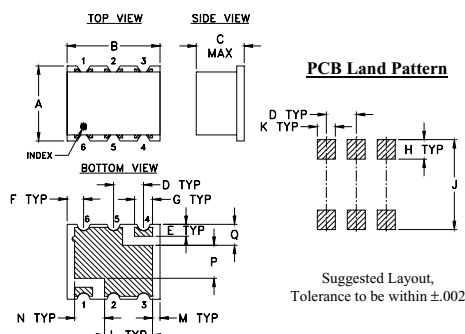 TOP VIEW
SIDE VIEW
B
C
MAX
1 2 3
A
INDEX
6 5 4
PCB Land Pattern
D TYP
K TYP
H TYP
J
BOTTOM VIEW
D TYP
F TYP
G TYP
6 5 4
E TYP
Q
P
1 2 3
N TYP
M TYP
L TYP
Suggested Layout,
Tolerance to be within ±.002